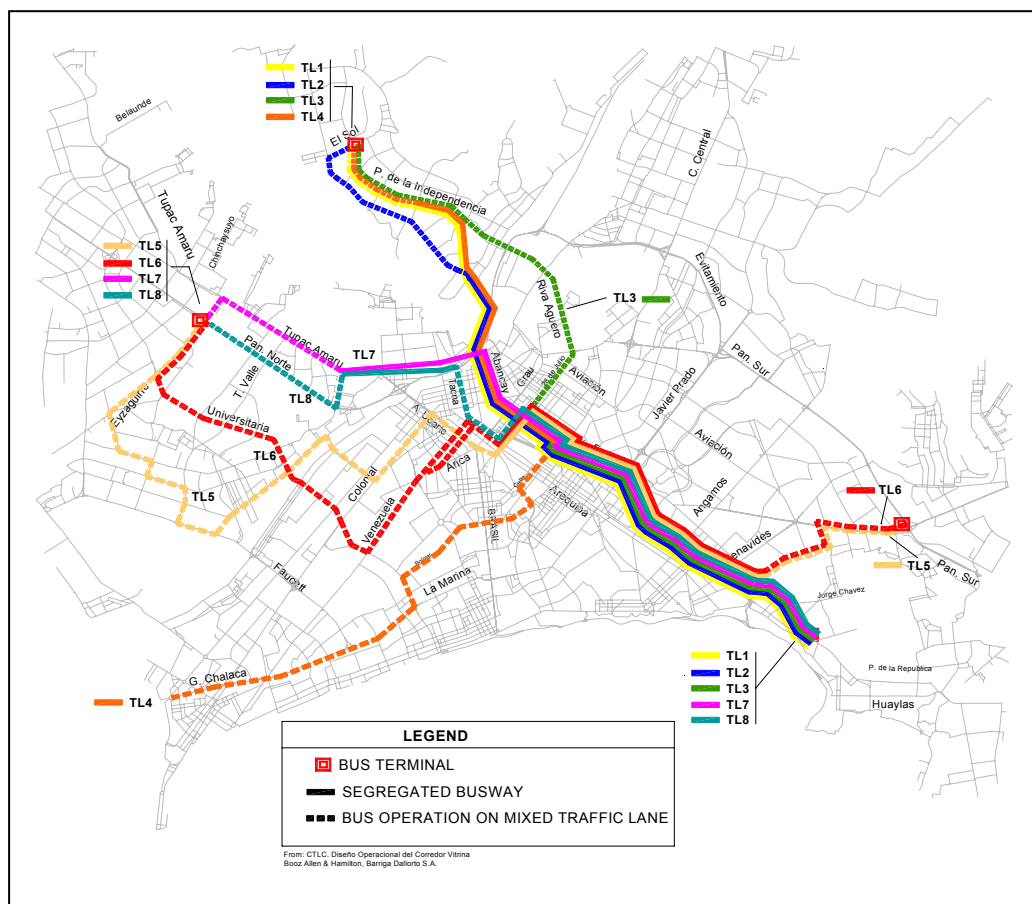 TL1
TL2
TL3
TL4
El Sol
Belaunde
P. de la Independencia
C. Central
Tupac Amaru
Chinchaysuyo
TL5
TL6
TL7
TL8
Evitamiento
Riva Agüero
TL3
Tupac Amaru
TL7
Pan. Norte
T. Valle
TL8
Abancay
Grau
28 de Julio
Aviación
Javier Prado
Pan. Sur
Tacna
Eyzaguirre
Universitaria
TL6
Arica
Colonial
Venezuela
TL5
Aviación
Angamos
Arequipa
BRASIL
TL6
TL5
Pan. Sur
Jorge Chavez
Faucett
La Marina
G. Chalaca
TL4
TL1
TL2
TL3
TL7
TL8
P. de la Republica
Huaylas
LEGEND
BUS TERMINAL
SEGREGATED BUSWAY
BUS OPERATION ON MIXED TRAFFIC LANE
From: CTLC. Diseño Operacional del Corredor Vitrina
Booz Allen & Hamilton, Barriga Dallorto S.A.